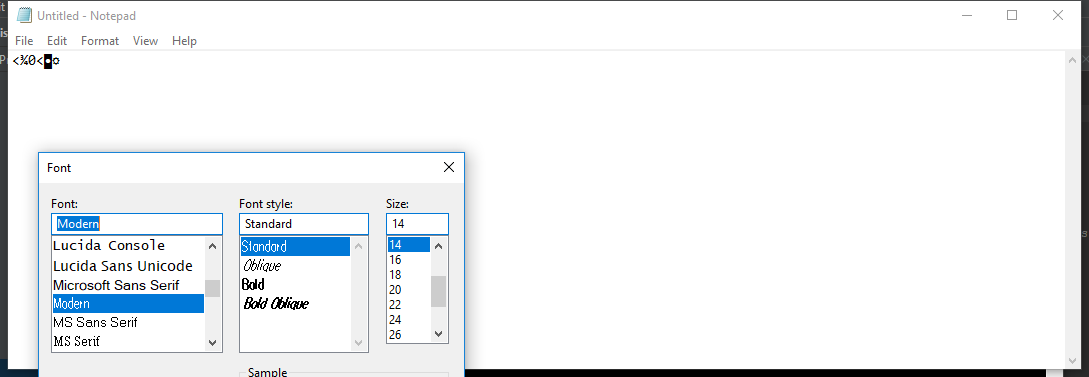 Untitled - Notepad
File Edit Format View Help
<¾0<◘☼
Font
Font: Font style: Size:
Modern Standard 14
Lucida Console Standard 14
Lucida Sans Unicode Oblique 16
Microsoft Sans Serif Bold 18
Modern Bold Oblique 20
MS Sans Serif 22
MS Serif 24
26
Sample